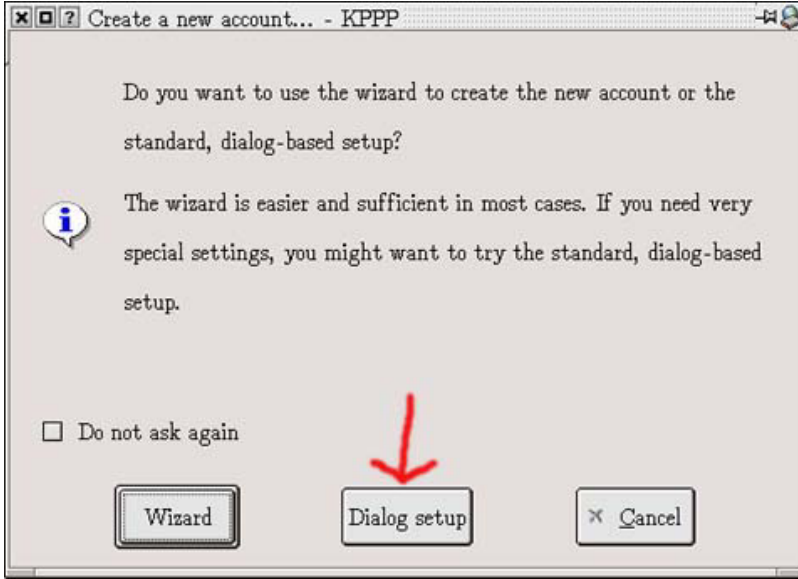 Create a new account... - KPPP
Do you want to use the wizard to create the new account or the
standard, dialog-based setup?
The wizard is easier and sufficient in most cases. If you need very
special settings, you might want to try the standard, dialog-based
setup.
Do not ask again
Wizard
Dialog setup
Cancel